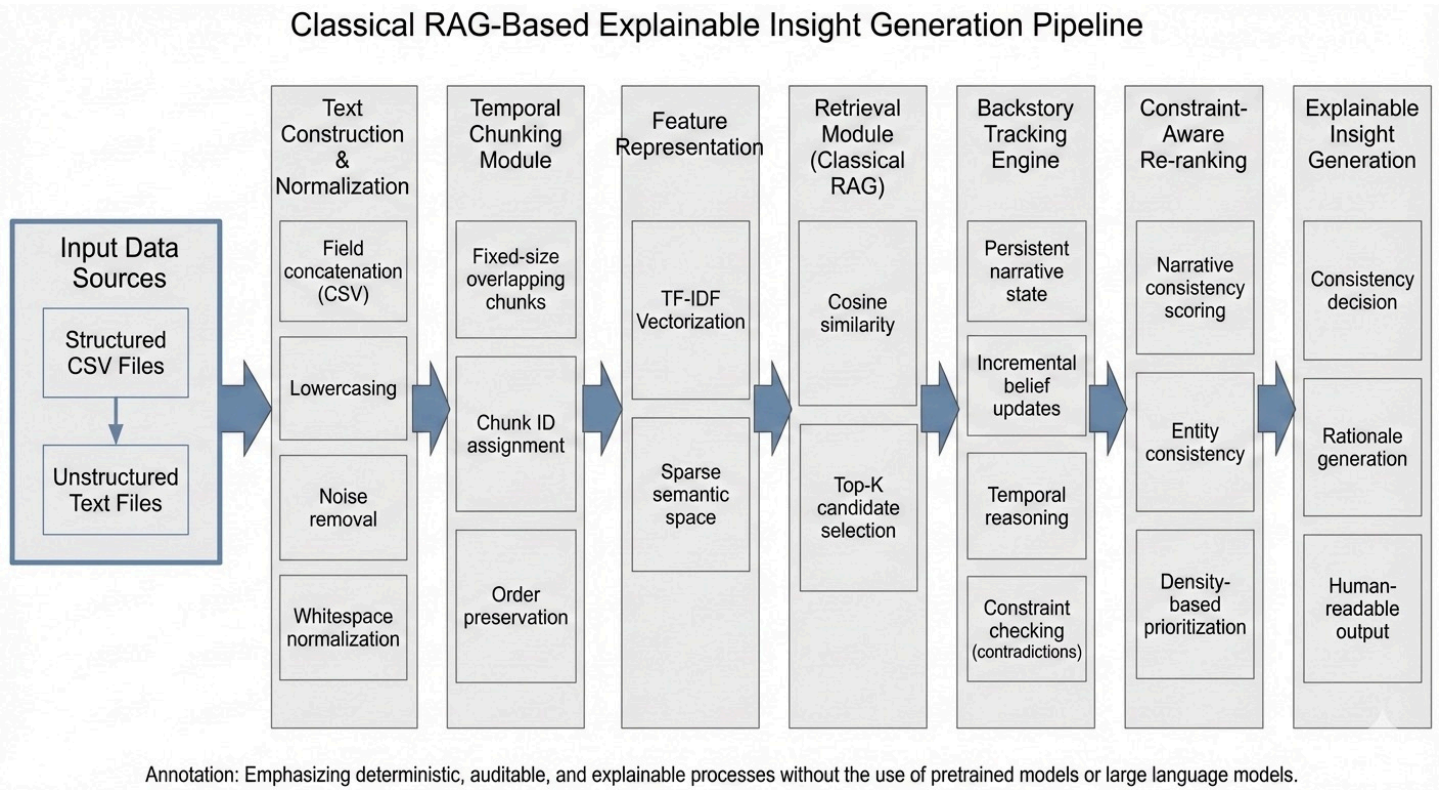 Classical RAG-Based Explainable Insight Generation Pipeline
Input Data
Sources
Structured
CSV Files
Unstructured
Text Files
Text
Construction
&
Normalization
Field
concatenation
(CSV)
Lowercasing
Noise
removal
Whitespace
normalization
Temporal
Chunking
Module
Fixed-size
overlapping
chunks
Chunk ID
assignment
Order
preservation
Feature
Representation
TF-IDF
Vectorization
Sparse
semantic
space
Retrieval
Module
(Classical
RAG)
Cosine
similarity
Top-K
candidate
selection
Backstory
Tracking
Engine
Persistent
narrative
state
Incremental
belief
updates
Temporal
reasoning
Constraint
checking
(contradictions)
Constraint-
Aware
Re-ranking
Narrative
consistency
scoring
Entity
consistency
Density-
based
prioritization
Explainable
Insight
Generation
Consistency
decision
Rationale
generation
Human-
readable
output
Annotation: Emphasizing deterministic, auditable, and explainable processes without the use of pretrained models or large language models.